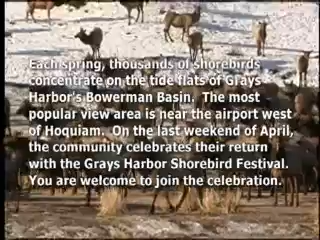 Each spring, thousands of shorebirds
concentrate on the tide flats of Grays
Harbor's Bowerman Basin.  The most
popular view area is near the airport west
of Hoquiam.  On the last weekend of April,
the community celebrates their return
with the Grays Harbor Shorebird Festival.
You are welcome to join the celebration.